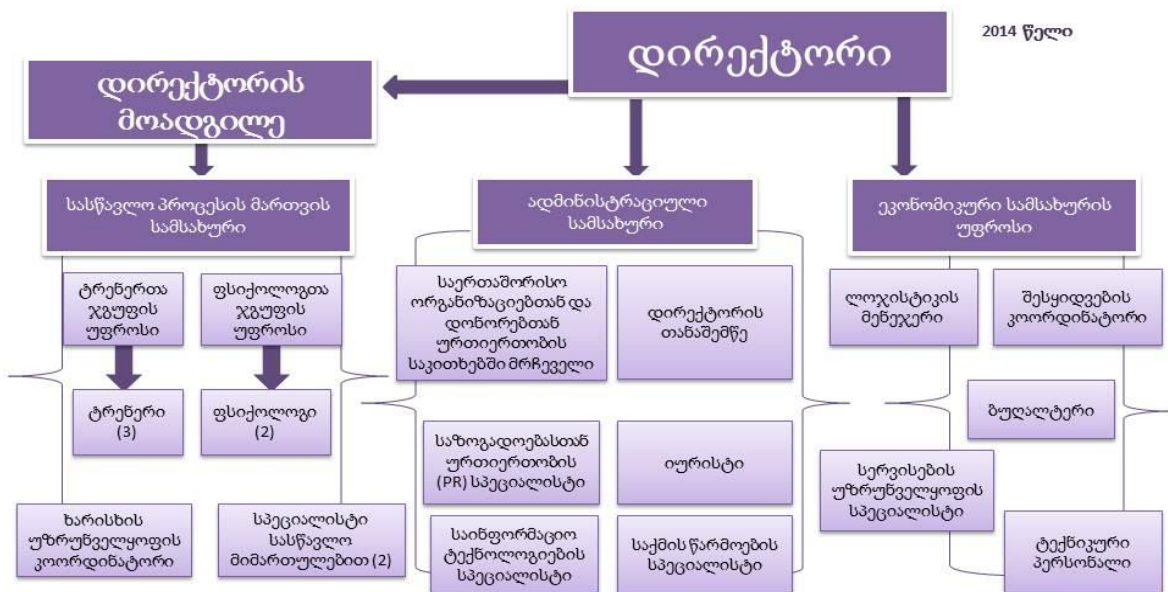 დირექტორი
2014 წელი
დირექტორის
მოადგილე
სასწავლო პროცესის მართვის
სამსახური
ადმინისტრაციული
სამსახური
ეკონომიკური სამსახურის
უფროსი
ტრენერთა
ჯგუფის
უფროსი
ფსიქოლოგთა
ჯგუფის
უფროსი
საერთაშორისო
ორგანიზაციებთან და
დონორებთან
ურთიერთობის
საკითხებში მრჩეველი
დირექტორის
თანაშემწე
ლოჯისტიკის
მენეჯერი
შესყიდვების
კოორდინატორი
ტრენერი
(3)
ფსიქოლოგი
(2)
ბუღალტერი
საზოგადოებასთან
ურთიერთობის
(PR) სპეციალისტი
იურისტი
სერვისების
უზრუნველყოფის
სპეციალისტი
ხარისხის
უზრუნველყოფის
კოორდინატორი
სპეციალისტი
სასწავლო
მიმართულებით (2)
საინფორმაციო
ტექნოლოგიების
სპეციალისტი
საქმის წარმოების
სპეციალისტი
ტექნიკური
პერსონალი